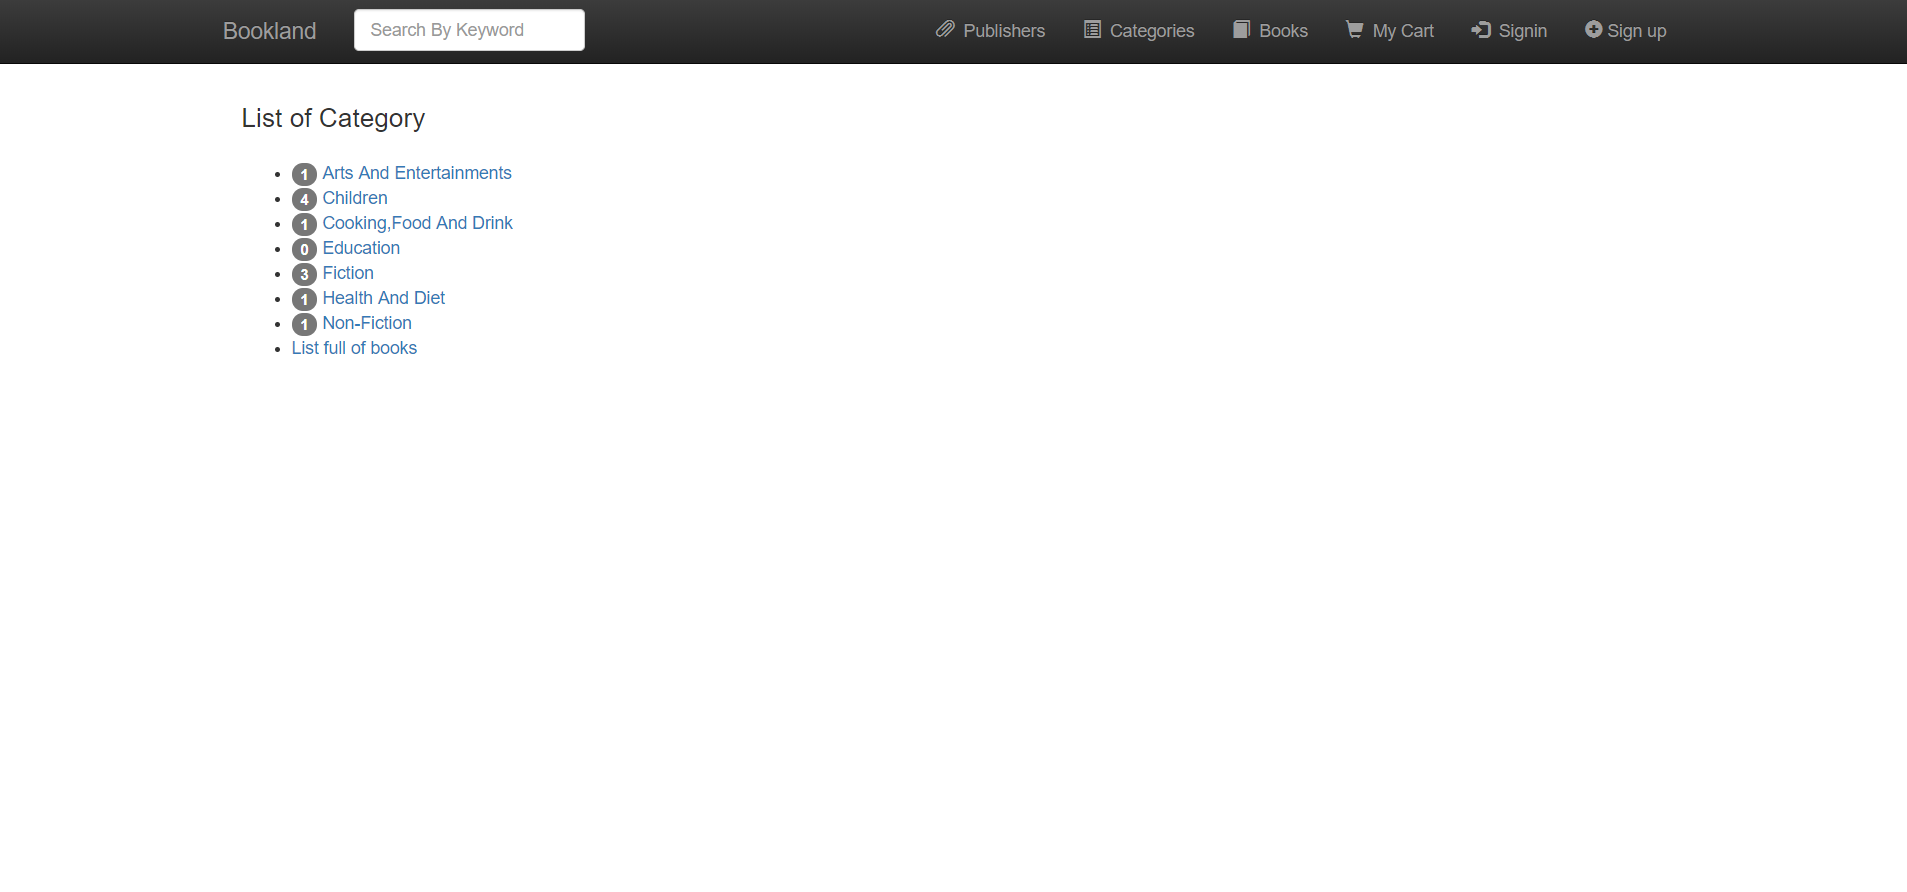 Bookland Search By Keyword Publishers Categories Books My Cart Signin Sign up
List of Category
1 Arts And Entertainments
4 Children
1 Cooking,Food And Drink
0 Education
3 Fiction
1 Health And Diet
1 Non-Fiction
List full of books